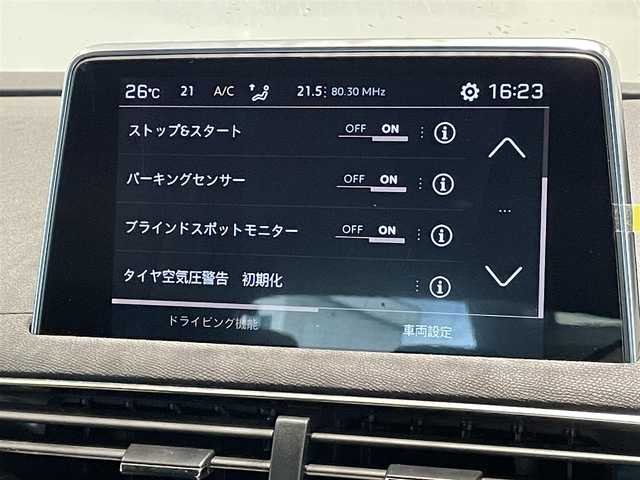 26℃ 21 A/C 21.5 80.30 MHz 16:23
ストップ&スタート OFF ON
パーキングセンサー OFF ON
ブラインドスポットモニター OFF ON
タイヤ空気圧警告 初期化
ドライビング機能 車両設定